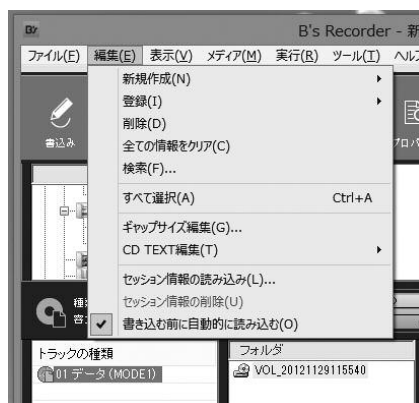 B's Recorder - 新
ファイル(F) 編集(E) 表示(V) メディア(M) 実行(R) ツール(T) ヘル
新規作成(N)
登録(I)
削除(D)
全ての情報をクリア(C)
検索(F)...
すべて選択(A) Ctrl+A
ギャップサイズ編集(G)...
CD TEXT編集(T)
セッション情報の読み込み(L)...
セッション情報の削除(U)
書き込む前に自動的に読み込む(O)
書込み
プロパ
種
容
トラックの種類
フォルダ
01 データ(MODE1)
VOL_20121129115540